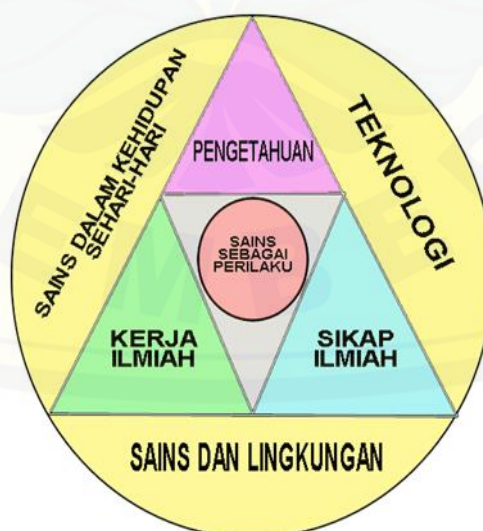 SAINS DALAM KEHIDUPAN
SEHARI-HARI
TEKNOLOGI
PENGETAHUAN
SAINS
SEBAGAI
PERILAKU
KERJA
ILMIAH
SIKAP
ILMIAH
SAINS DAN LINGKUNGAN